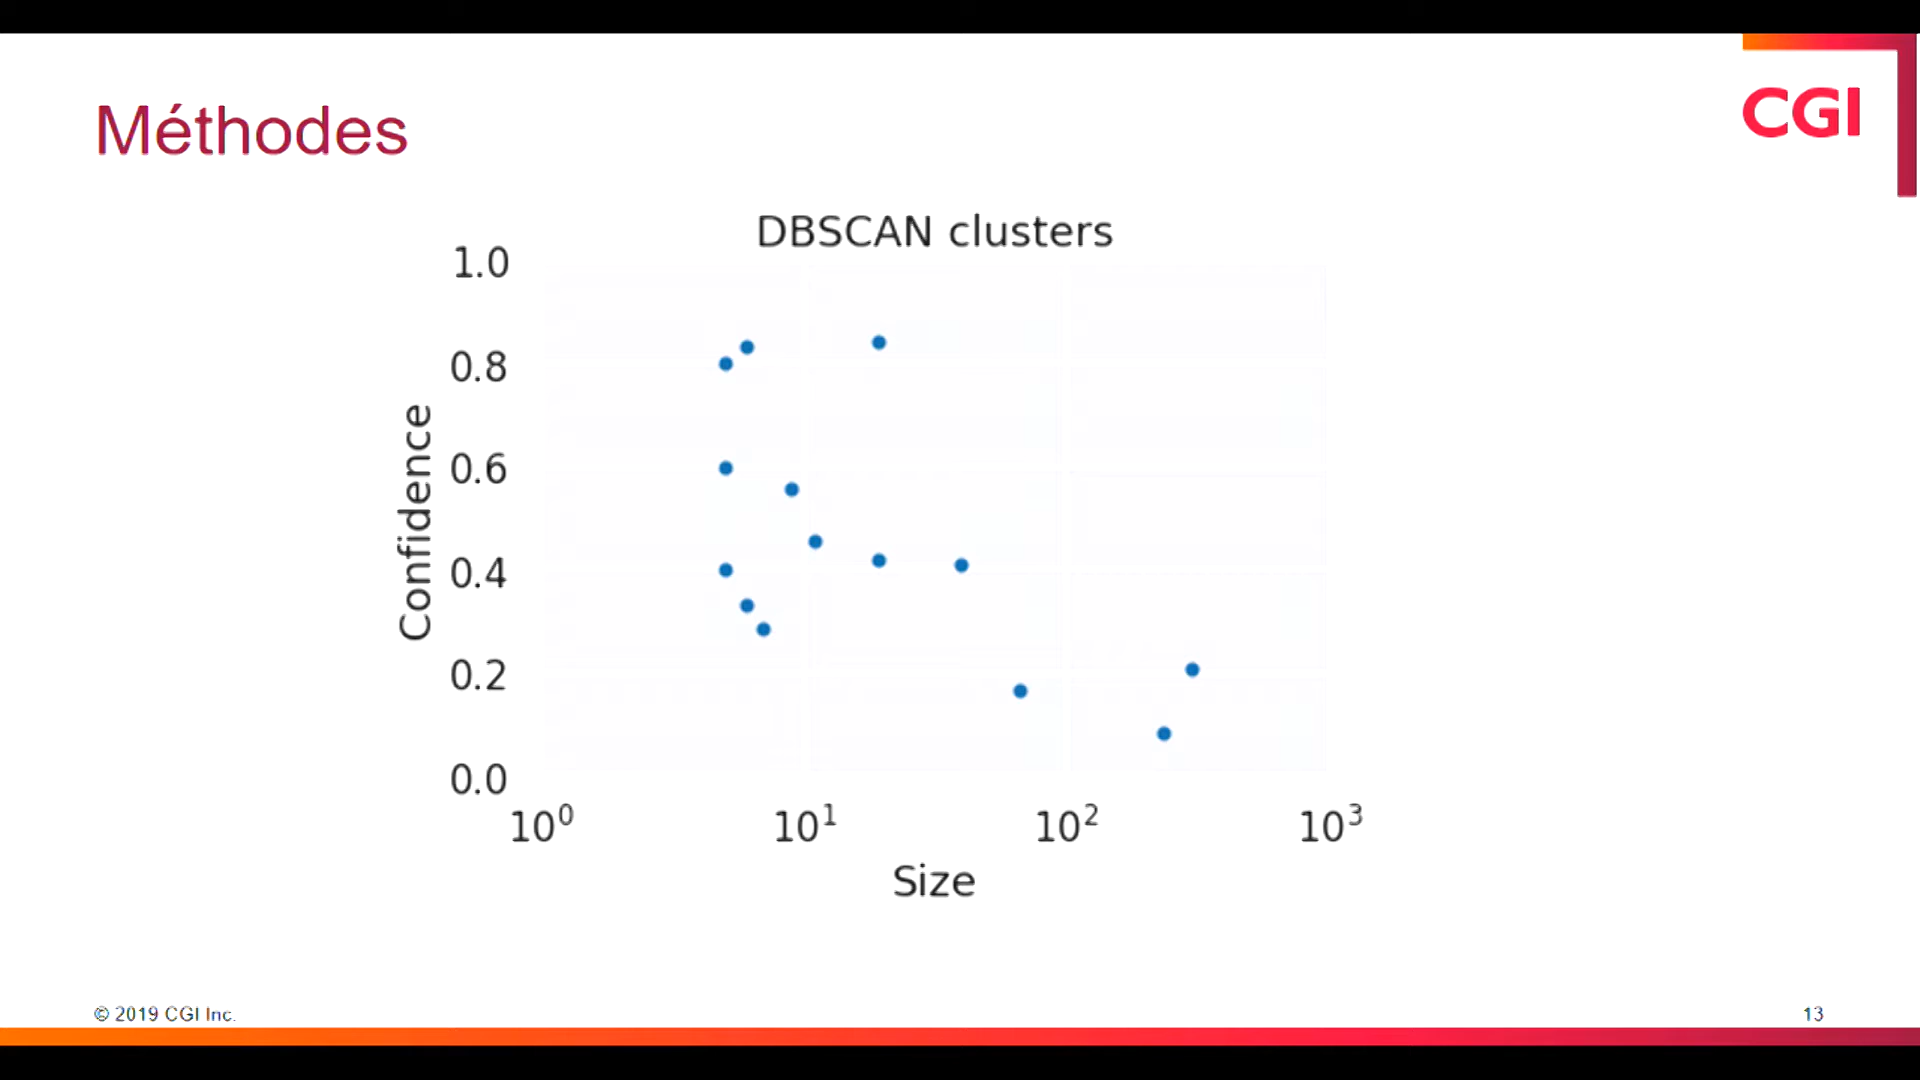 CGI
Méthodes
DBSCAN clusters
1.0
0.8
0.6
0.4
0.2
0.0
Confidence
10⁰ 10¹ 10² 10³
Size
© 2019 CGI Inc.
13